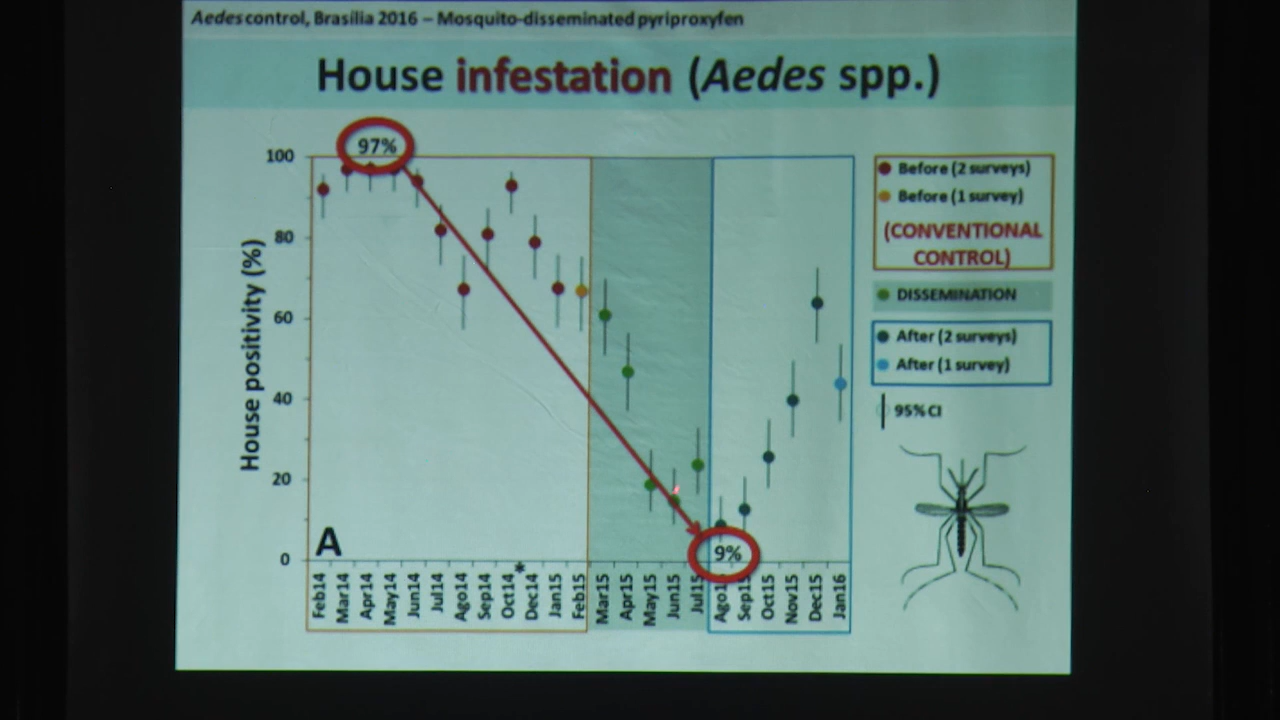 Aedes control, Brasília 2016 – Mosquito-disseminated pyriproxyfen
House infestation (Aedes spp.)
97%
100
80
60
40
20
0
House positivity (%)
A
9%
Feb14
Mar14
Apr14
May14
Jun14
Jul14
Ago14
Sep14
Oct14
*
Dec14
Jan15
Feb15
Mar15
Apr15
May15
Jun15
Jul15
Ago1
Sep15
Oct15
Nov15
Dec15
Jan16
Before (2 surveys)
Before (1 survey)
(CONVENTIONAL
CONTROL)
DISSEMINATION
After (2 surveys)
After (1 survey)
95% CI